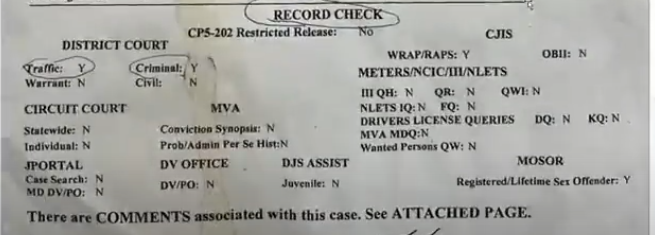 RECORD CHECK
CP5-202 Restricted Release: No
CJIS
DISTRICT COURT
WRAP/RAPS: Y OBII: N
Traffic: Y Criminal: Y
METERS/NCIC/III/NLETS
Warrant: N Civil: N
III QH: N QR: N QWI: N
CIRCUIT COURT MVA
NLETS IQ: N FQ: N
DRIVERS LICENSE QUERIES DQ: N KQ: N
Statewide: N Conviction Synopsis: N
MVA MDQ:N
Individual: N Prob/Admin Per Se Hist:N
Wanted Persons QW: N
JPORTAL DV OFFICE DJS ASSIST MOSOR
Case Search: N
DV/PO: N Juvenile: N Registered/Lifetime Sex Offender: Y
MD DV/PO: N
There are COMMENTS associated with this case. See ATTACHED PAGE.